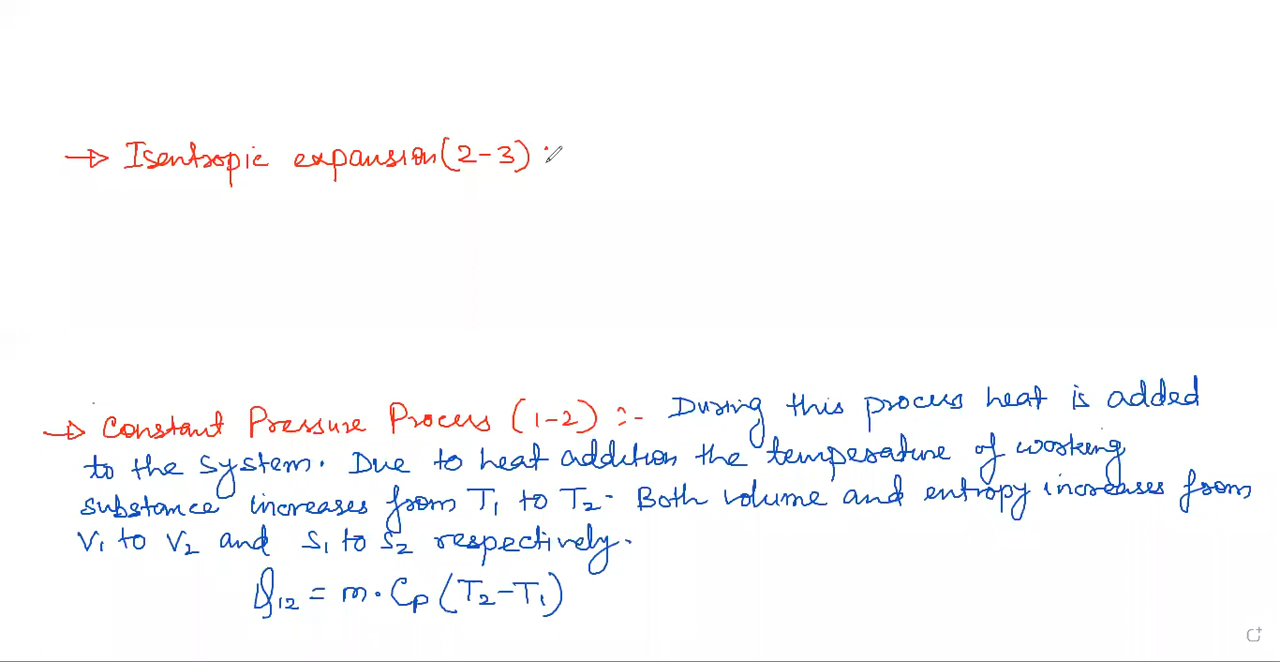 → Isentropic expansion (2-3) :
→ Constant Pressure Process (1-2) :- During this process heat is added
to the system. Due to heat addition the temperature of working
substance increases from T₁ to T₂. Both volume and entropy increases from
V₁ to V₂ and S₁ to S₂ respectively.
Q₁₂ = m. Cp (T₂-T₁)